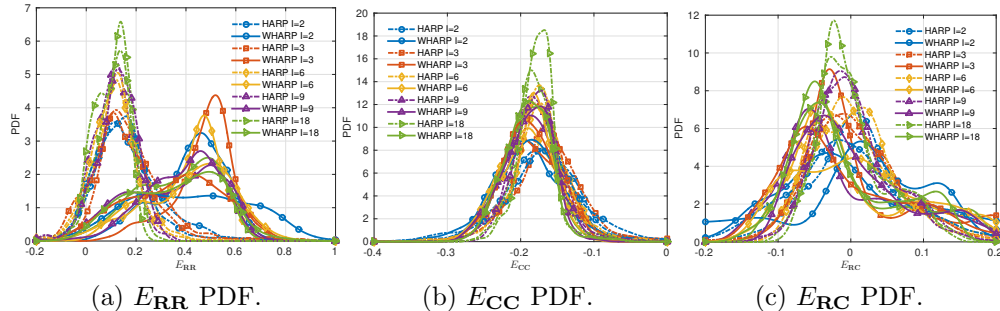 7
6
5
4
3
2
1
0
PDF
-0.2 0 0.2 0.4 0.6 0.8 1
E_RR
HARP I=2
WHARP I=2
HARP I=3
WHARP I=3
HARP I=6
WHARP I=6
HARP I=9
WHARP I=9
HARP I=18
WHARP I=18
(a) E_RR PDF.
20
18
16
14
12
10
8
6
4
2
0
PDF
-0.4 -0.3 -0.2 -0.1 0
E_CC
HARP I=2
WHARP I=2
HARP I=3
WHARP I=3
HARP I=6
WHARP I=6
HARP I=9
WHARP I=9
HARP I=18
WHARP I=18
(b) E_CC PDF.
12
10
8
6
4
2
0
PDF
-0.2 -0.1 0 0.1 0.2
E_RC
HARP I=2
WHARP I=2
HARP I=3
WHARP I=3
HARP I=6
WHARP I=6
HARP I=9
WHARP I=9
HARP I=18
WHARP I=18
(c) E_RC PDF.